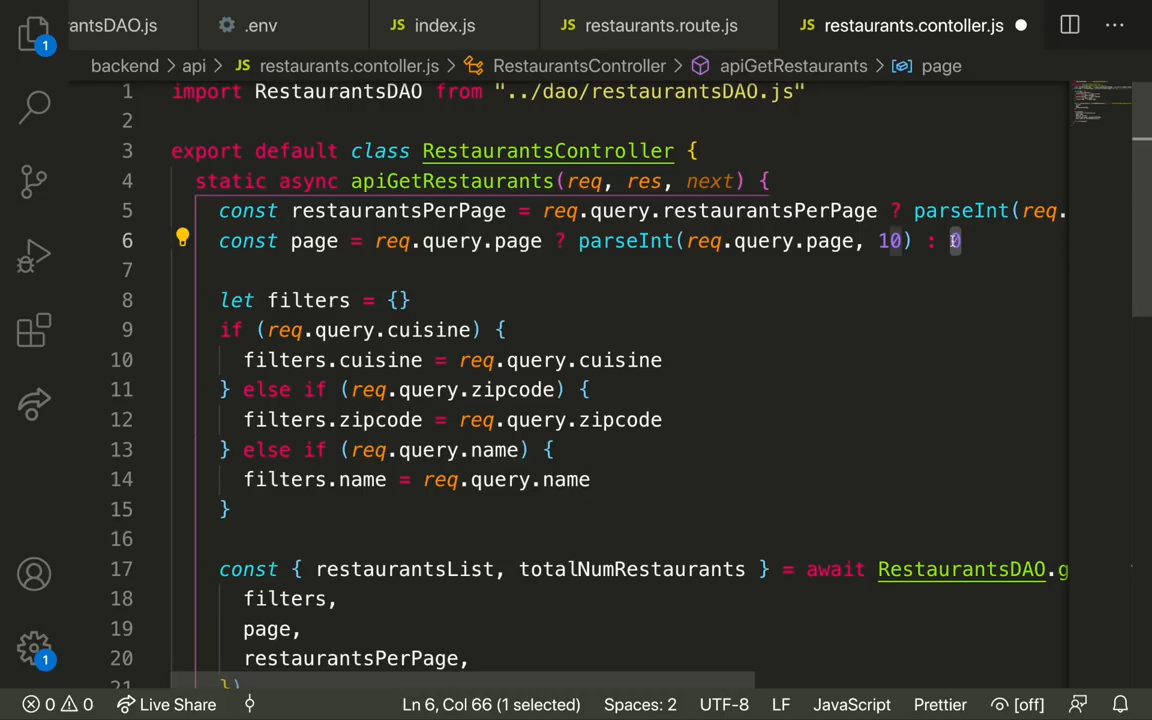 antsDAO.js .env JS index.js JS restaurants.route.js JS restaurants.contoller.js
backend > api > JS restaurants.contoller.js > RestaurantsController > apiGetRestaurants > page
1 import RestaurantsDAO from "../dao/restaurantsDAO.js"
2
3 export default class RestaurantsController {
4 static async apiGetRestaurants(req, res, next) {
5 const restaurantsPerPage = req.query.restaurantsPerPage ? parseInt(req.
6 const page = req.query.page ? parseInt(req.query.page, 10) : 0
7
8 let filters = {}
9 if (req.query.cuisine) {
10 filters.cuisine = req.query.cuisine
11 } else if (req.query.zipcode) {
12 filters.zipcode = req.query.zipcode
13 } else if (req.query.name) {
14 filters.name = req.query.name
15 }
16
17 const { restaurantsList, totalNumRestaurants } = await RestaurantsDAO.g
18 filters,
19 page,
20 restaurantsPerPage,
21 })
1
1
0 0 Live Share Ln 6, Col 66 (1 selected) Spaces: 2 UTF-8 LF JavaScript Prettier [off]